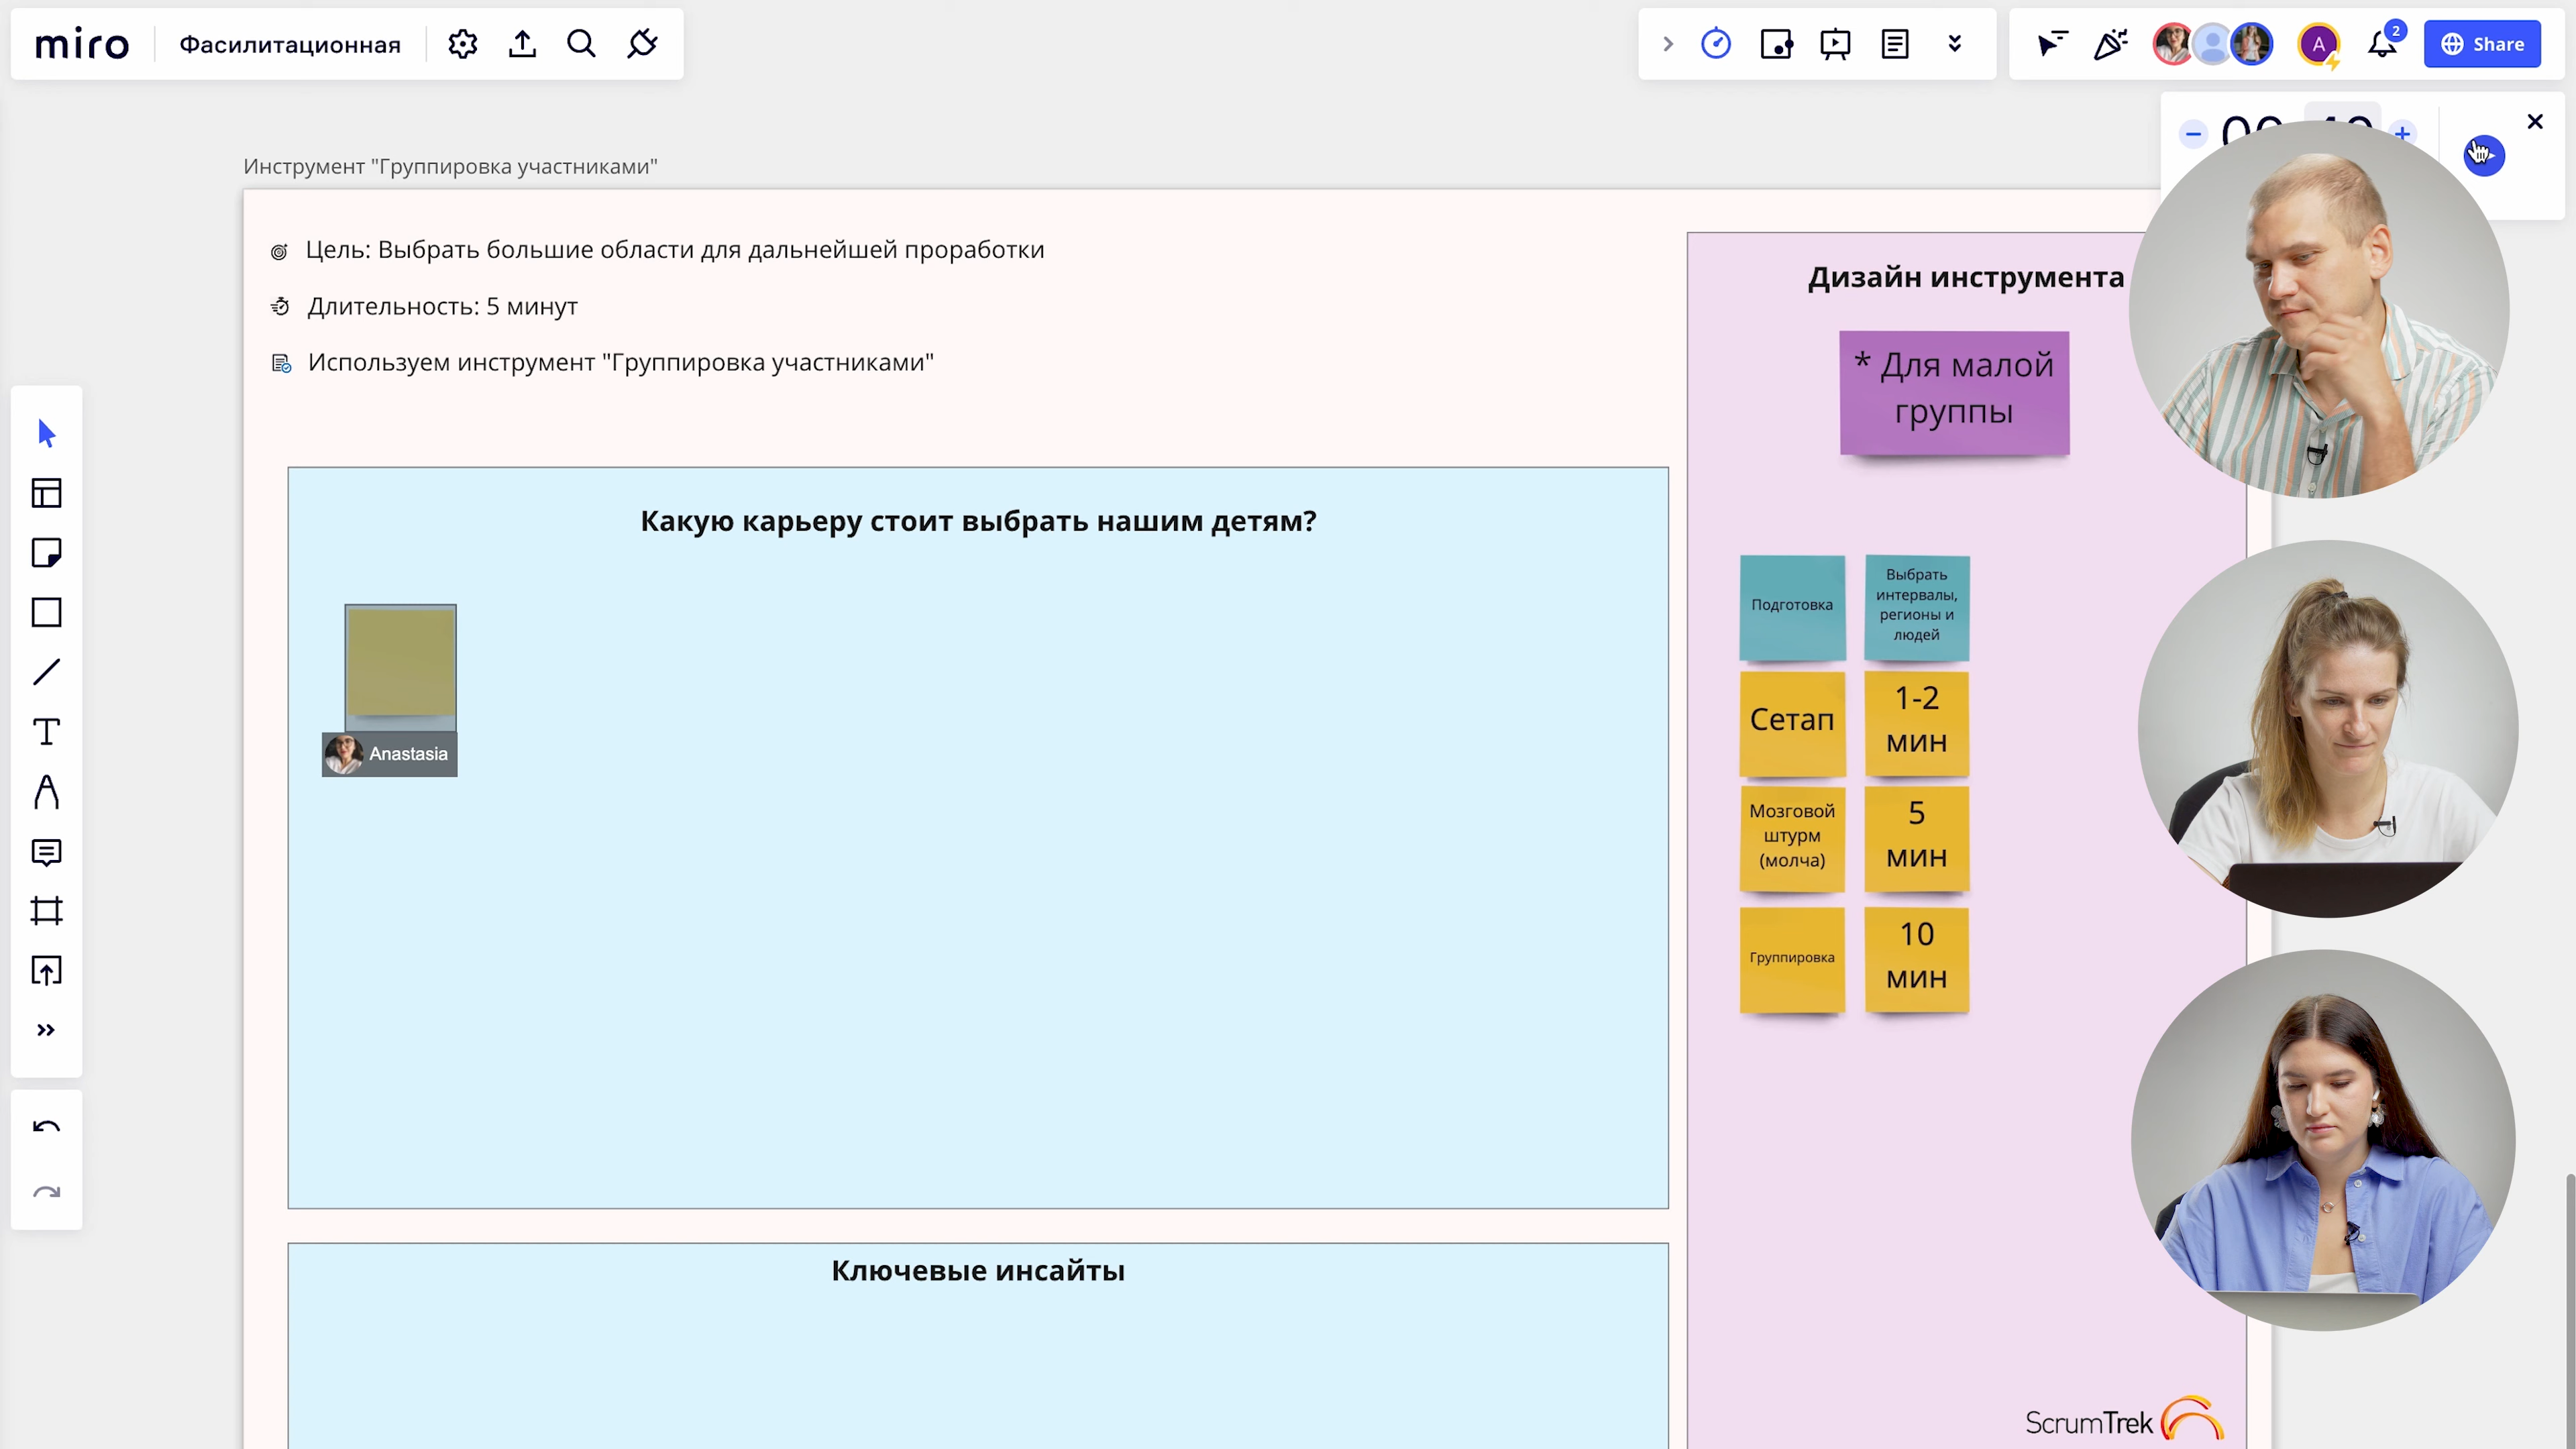 miro
Фасилитационная
2
A
Share
Инструмент "Группировка участниками"
Цель: Выбрать большие области для дальнейшей проработки
Длительность: 5 минут
Используем инструмент "Группировка участниками"
Дизайн инструмента
* Для малой
группы
Какую карьеру стоит выбрать нашим детям?
Anastasia
Подготовка
Выбрать
интервалы,
регионы и
людей
Сетап
1-2
мин
Мозговой
штурм
(молча)
5
мин
Группировка
10
мин
Ключевые инсайты
ScrumTrek